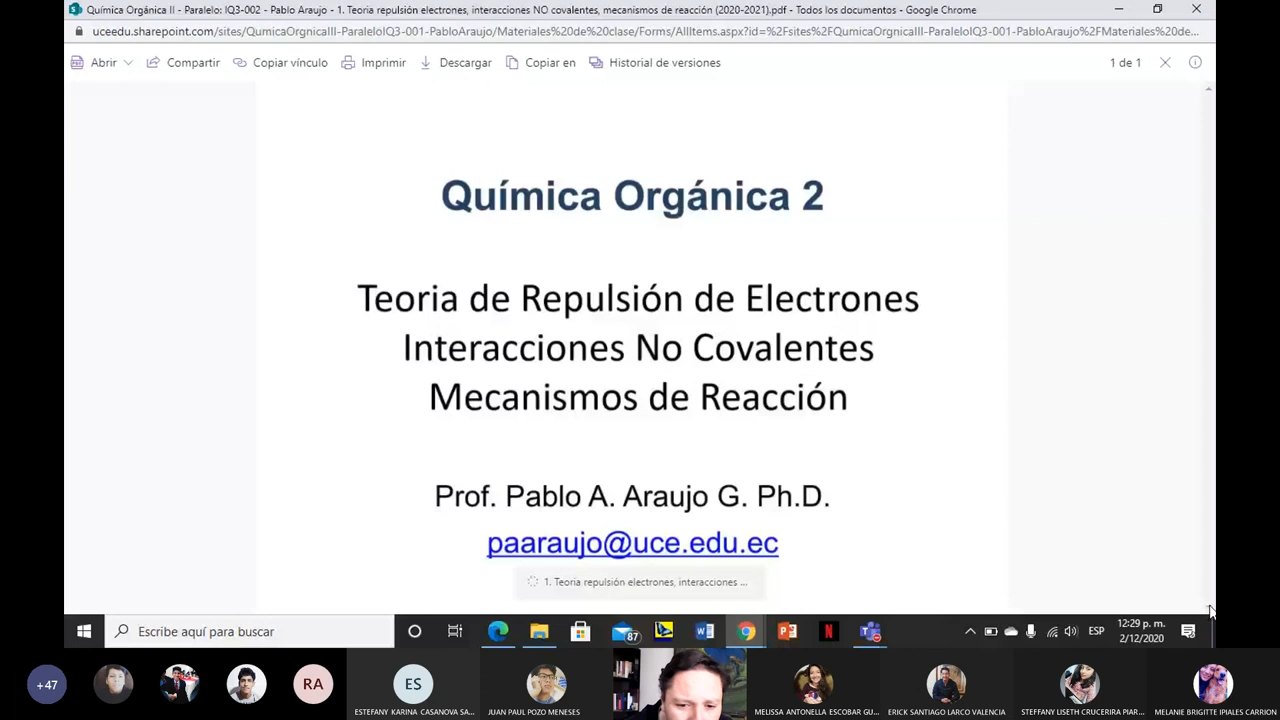 Química Orgánica II - Paralelo: IQ3-002 - Pablo Araujo - 1. Teoria repulsión electrones, interacciones NO covalentes, mecanismos de reacción (2020-2021).pdf - Todos los documentos - Google Chrome
uceedu.sharepoint.com/sites/QumicaOrgnicaIII-ParaleloIQ3-001-PabloAraujo/Materiales%20de%20clase/Forms/AllItems.aspx?id=%2Fsites%2FQumicaOrgnicaIII-ParaleloIQ3-001-PabloAraujo%2FMateriales%20de...
Abrir Compartir Copiar vínculo Imprimir Descargar Copiar en Historial de versiones 1 de 1
Química Orgánica 2
Teoria de Repulsión de Electrones
Interacciones No Covalentes
Mecanismos de Reacción
Prof. Pablo A. Araujo G. Ph.D.
paaraujo@uce.edu.ec
1. Teoria repulsión electrones, interacciones ...
Escribe aquí para buscar 87 ESP 12:29 p. m.
2/12/2020
+47 RA ES
ESTEFANY KARINA CASANOVA SA... JUAN PAUL POZO MENESES MELISSA ANTONELLA ESCOBAR GU... ERICK SANTIAGO LARCO VALENCIA STEFFANY LISETH CRUCERIRA PIAR... MELANIE BRIGITTE IPIALES CARRION